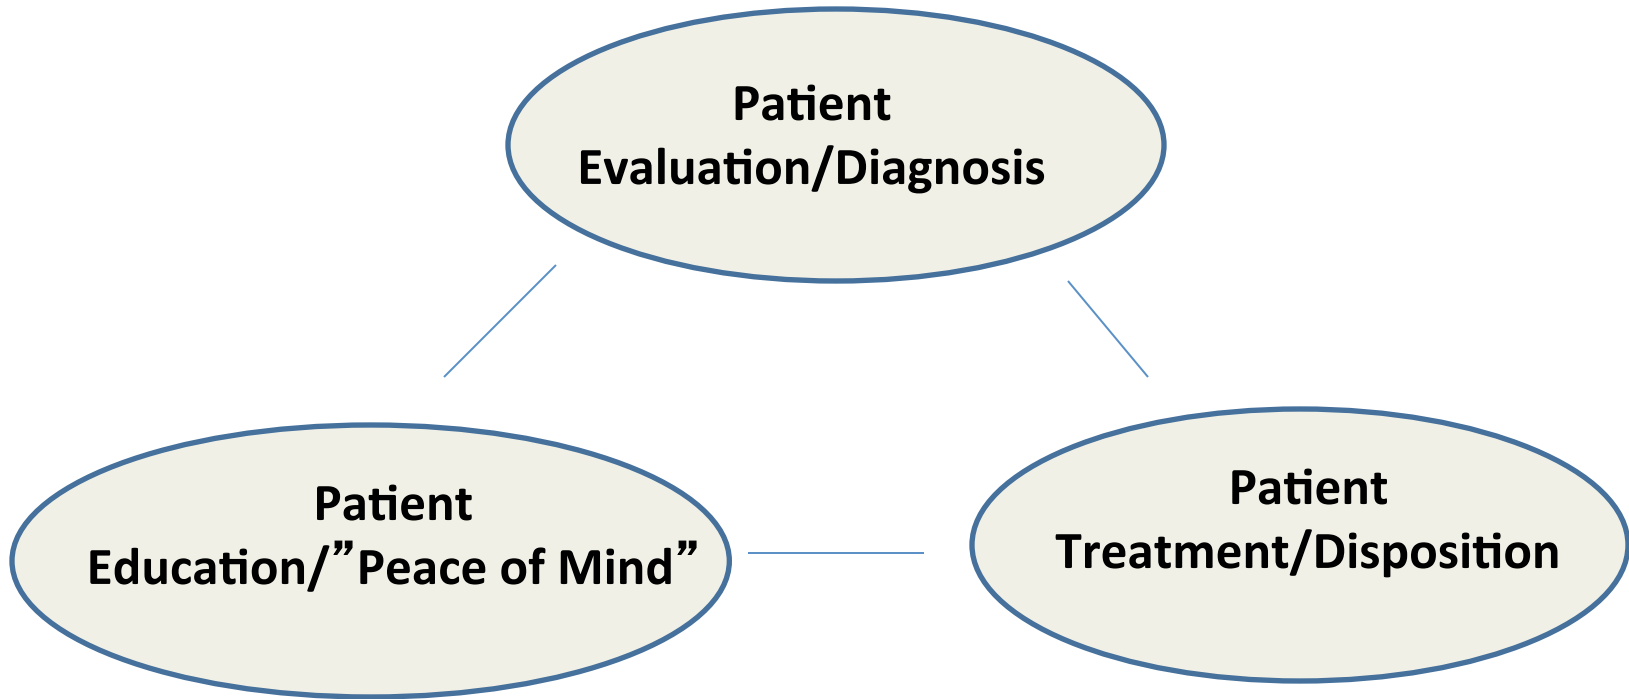 Patient
Evaluation/Diagnosis
Patient
Education/”Peace of Mind”
Patient
Treatment/Disposition